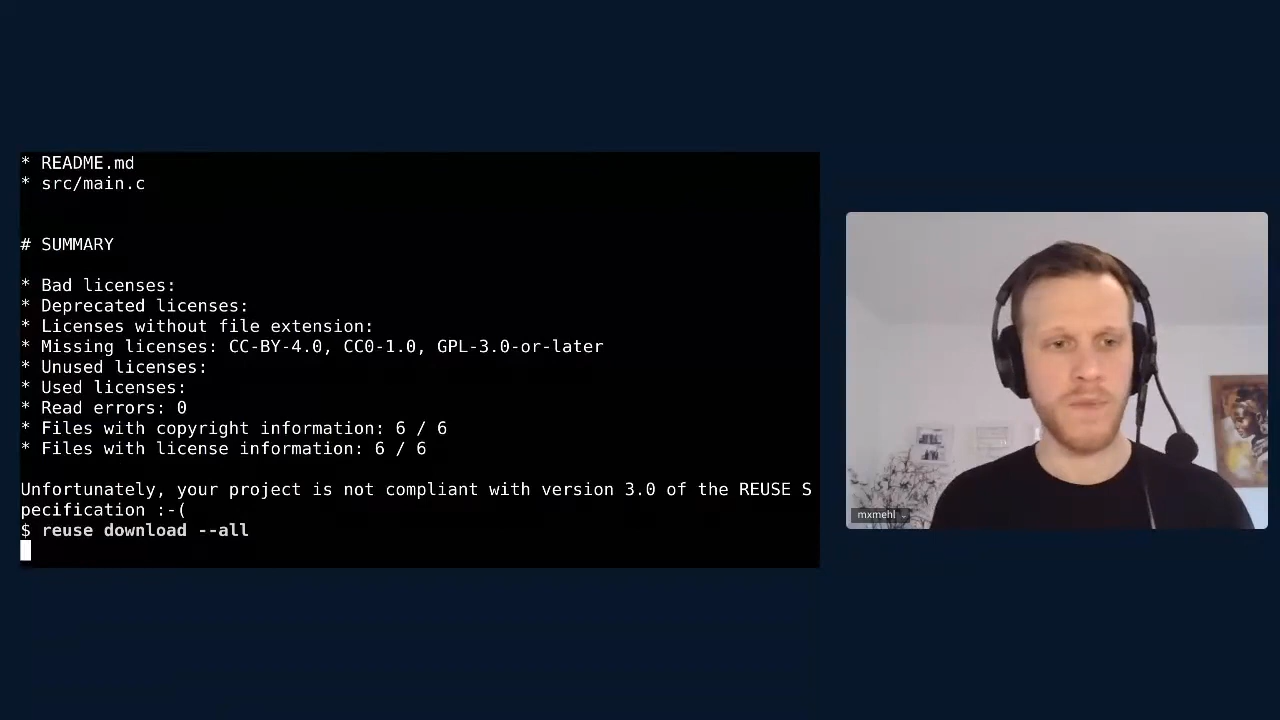 * README.md
* src/main.c
# SUMMARY
* Bad licenses:
* Deprecated licenses:
* Licenses without file extension:
* Missing licenses: CC-BY-4.0, CC0-1.0, GPL-3.0-or-later
* Unused licenses:
* Used licenses:
* Read errors: 0
* Files with copyright information: 6 / 6
* Files with license information: 6 / 6
Unfortunately, your project is not compliant with version 3.0 of the REUSE S
pecification :-(
$ reuse download --all
mxmehl